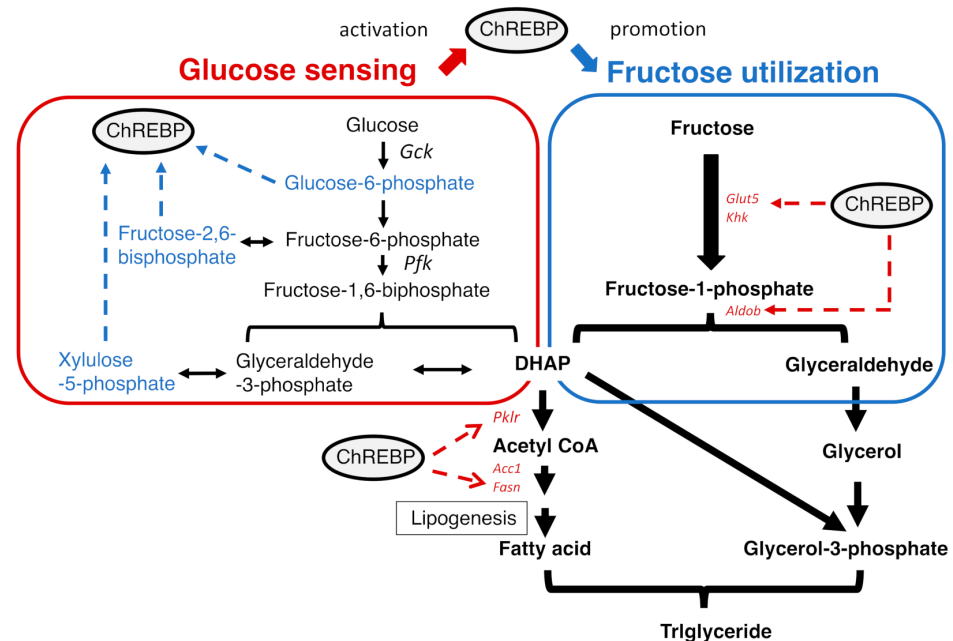 activation
ChREBP
promotion
Glucose sensing
Fructose utilization
ChREBP
Glucose
Gck
Glucose-6-phosphate
Fructose-2,6-
bisphosphate
Fructose-6-phosphate
Pfk
Fructose-1,6-biphosphate
Xylulose
-5-phosphate
Glyceraldehyde
-3-phosphate
DHAP
Fructose
Glut5
Khk
ChREBP
Fructose-1-phosphate
Aldob
Glyceraldehyde
Pklr
ChREBP
Acetyl CoA
Acc1
Fasn
Glycerol
Lipogenesis
Fatty acid
Glycerol-3-phosphate
TrIglyceride